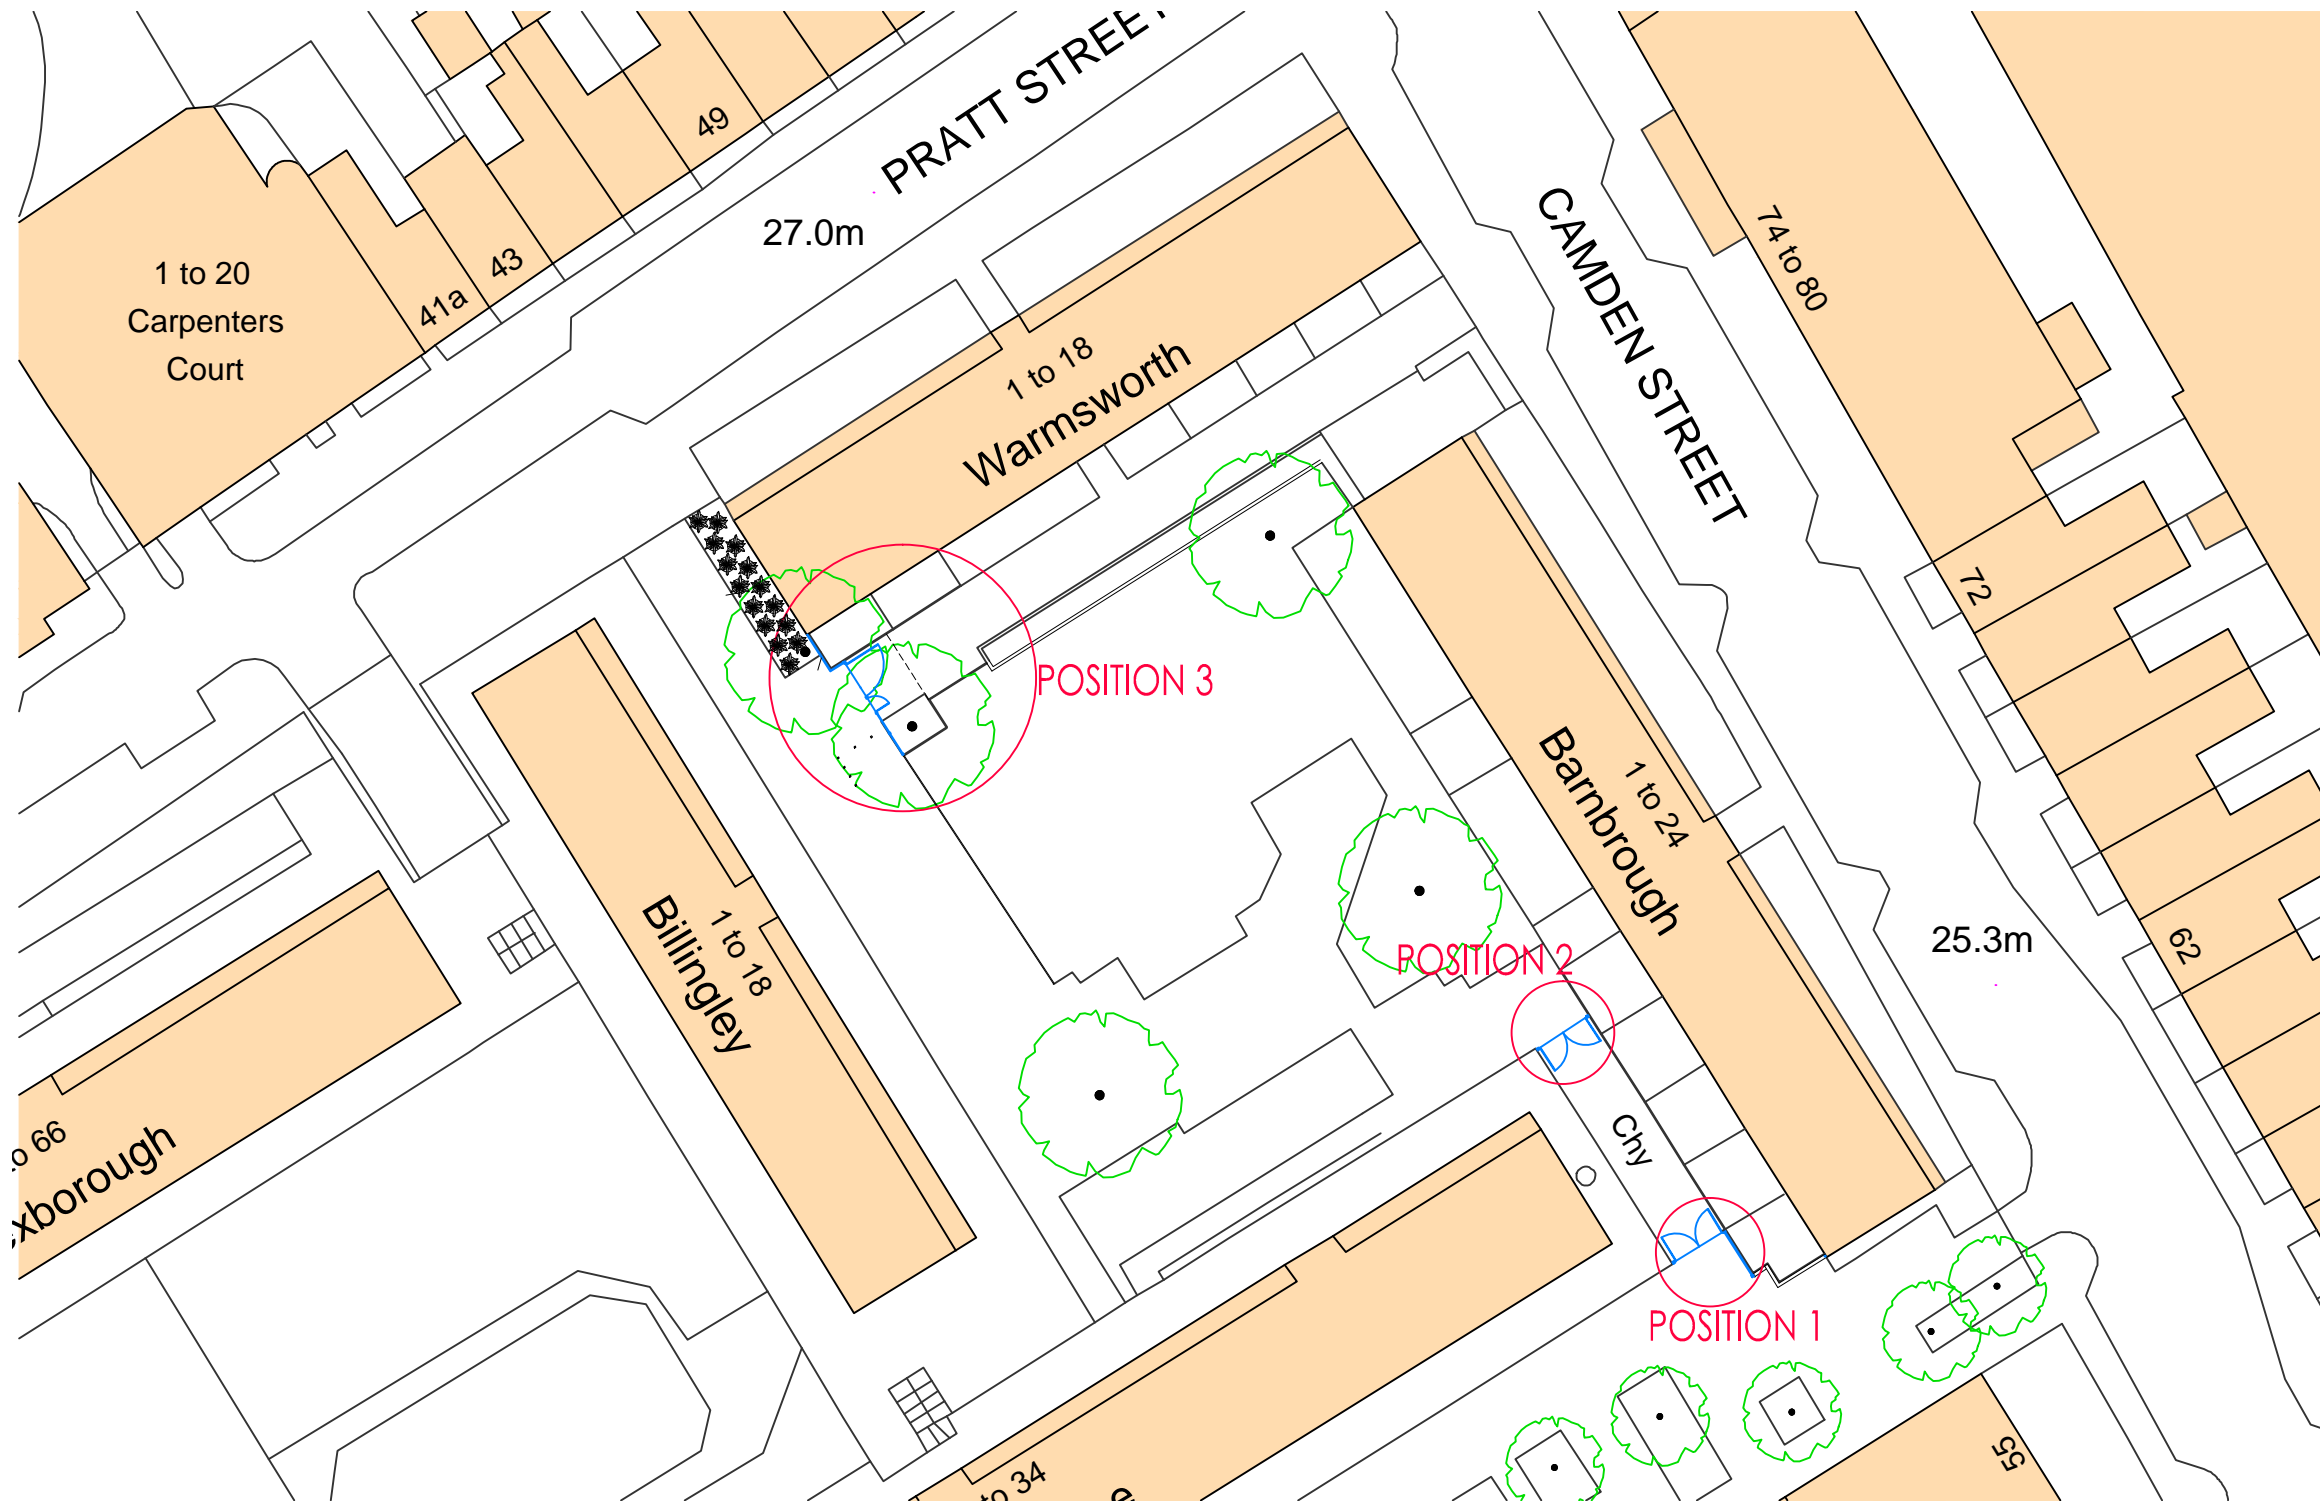 PRATT STREET
49
27.0m
1 to 20
Carpenters
Court
43
41a
CAMDEN STREET
74 to 80
1 to 18
Warmsworth
72
POSITION 3
1 to 24
Barnbrough
1 to 18
Billingley
POSITION 2
25.3m
62
o 66
xborough
Chy
POSITION 1
to 34
55